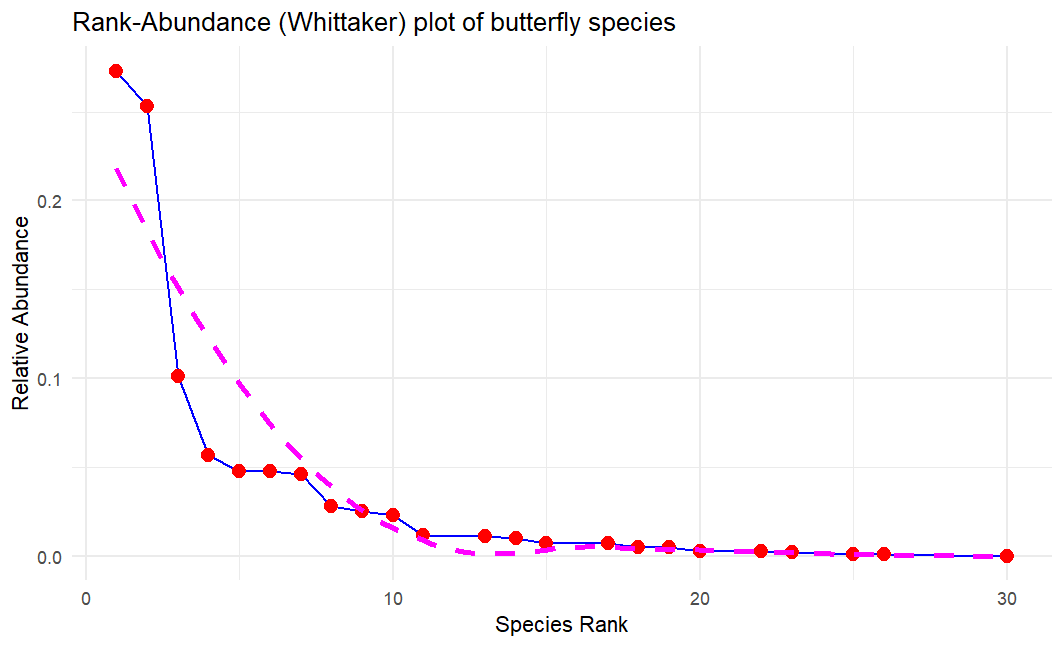 Rank-Abundance (Whittaker) plot of butterfly species
Relative Abundance
0.2
0.1
0.0
0
10
20
30
Species Rank